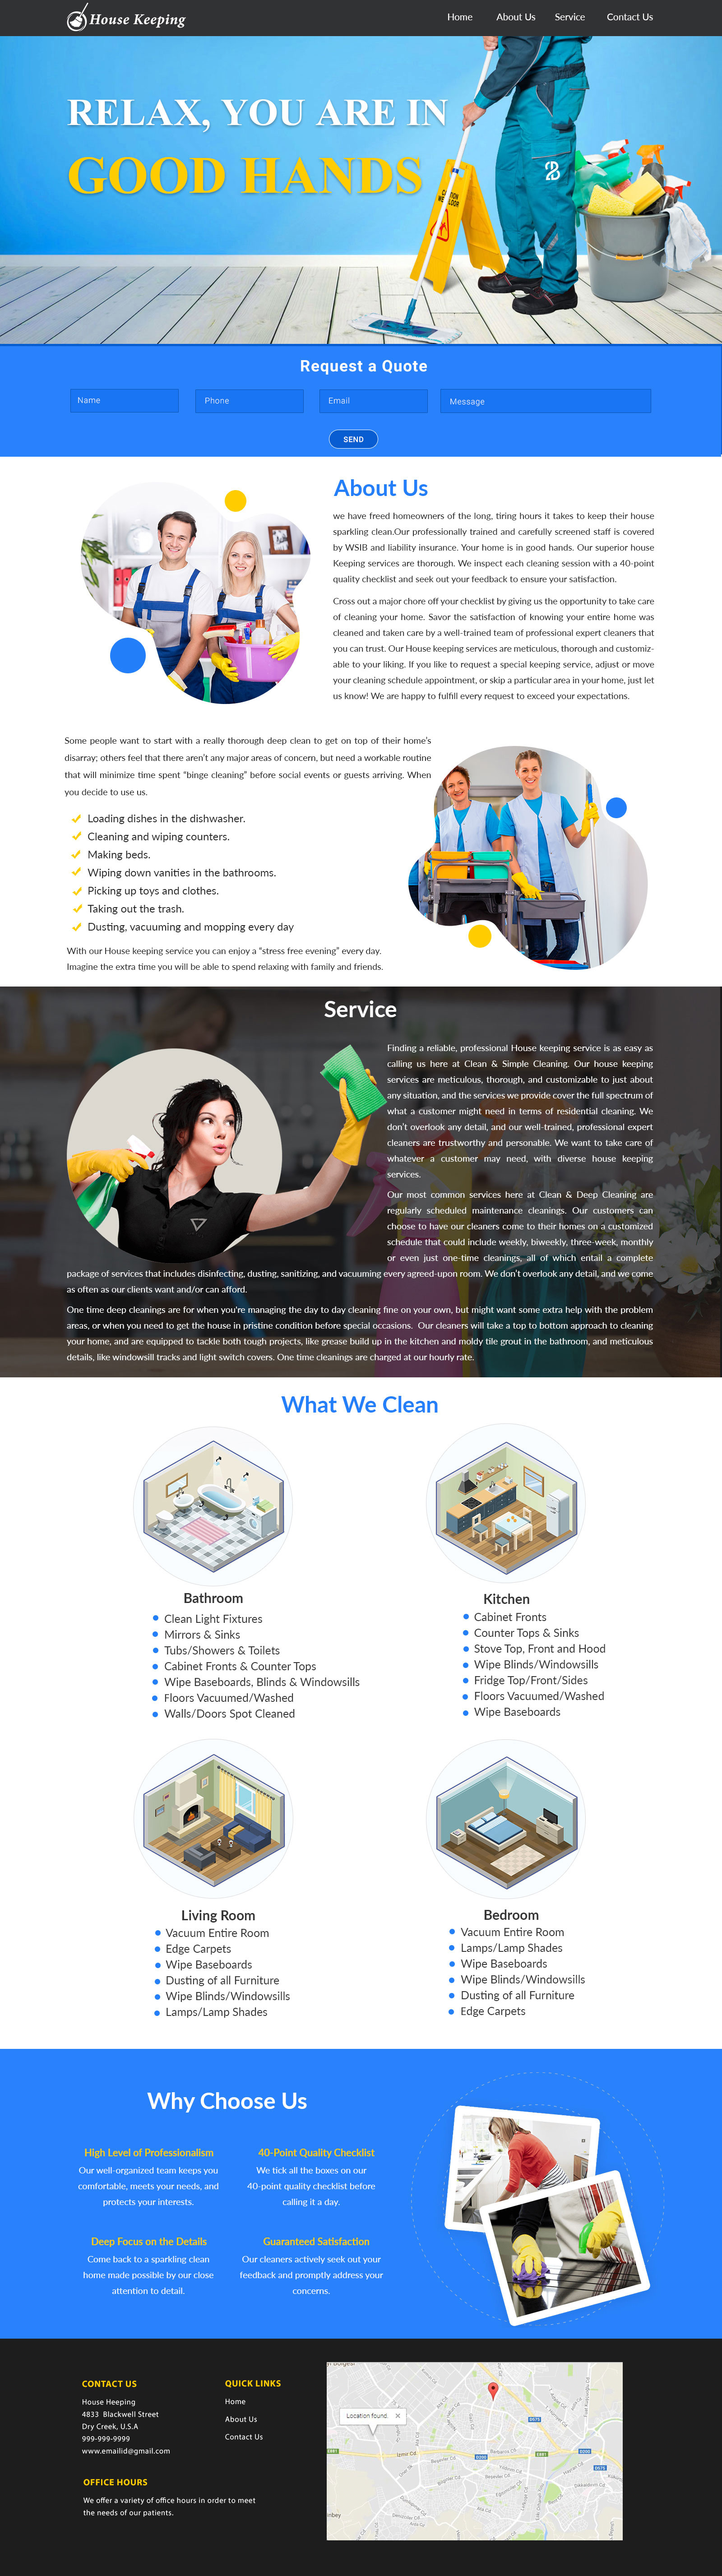 House Keeping
Home About Us Service Contact Us
RELAX, YOU ARE IN
GOOD HANDS
CAUTION
WET FLOOR
Request a Quote
Name Phone Email Message
SEND
About Us
we have freed homeowners of the long, tiring hours it takes to keep their house
sparkling clean.Our professionally trained and carefully screened staff is covered
by WSIB and liability insurance. Your home is in good hands. Our superior house
Keeping services are thorough. We inspect each cleaning session with a 40-point
quality checklist and seek out your feedback to ensure your satisfaction.
Cross out a major chore off your checklist by giving us the opportunity to take care
of cleaning your home. Savor the satisfaction of knowing your entire home was
cleaned and taken care by a well-trained team of professional expert cleaners that
you can trust. Our House keeping services are meticulous, thorough and customiz-
able to your liking. If you like to request a special keeping service, adjust or move
your cleaning schedule appointment, or skip a particular area in your home, just let
us know! We are happy to fulfill every request to exceed your expectations.
Some people want to start with a really thorough deep clean to get on top of their home's
disarray; others feel that there aren't any major areas of concern, but need a workable routine
that will minimize time spent “binge cleaning” before social events or guests arriving. When
you decide to use us.
Loading dishes in the dishwasher.
Cleaning and wiping counters.
Making beds.
Wiping down vanities in the bathrooms.
Picking up toys and clothes.
Taking out the trash.
Dusting, vacuuming and mopping every day
With our House keeping service you can enjoy a “stress free evening” every day.
Imagine the extra time you will be able to spend relaxing with family and friends.
Service
Finding a reliable, professional House keeping service is as easy as
calling us here at Clean & Simple Cleaning. Our house keeping
services are meticulous, thorough, and customizable to just about
any situation, and the services we provide cover the full spectrum of
what a customer might need in terms of residential cleaning. We
don't overlook any detail, and our well-trained, professional expert
cleaners are trustworthy and personable. We want to take care of
whatever a customer may need, with diverse house keeping
services.
Our most common services here at Clean & Deep Cleaning are
regularly scheduled maintenance cleanings. Our customers can
choose to have our cleaners come to their homes on a customized
schedule that could include weekly, biweekly, three-week, monthly
or even just one-time cleanings, all of which entail a complete
package of services that includes disinfecting, dusting, sanitizing, and vacuuming every agreed-upon room. We don't overlook any detail, and we come
as often as our clients want and/or can afford.
One time deep cleanings are for when you're managing the day to day cleaning fine on your own, but might want some extra help with the problem
areas, or when you need to get the house in pristine condition before special occasions. Our cleaners will take a top to bottom approach to cleaning
your home, and are equipped to tackle both tough projects, like grease build up in the kitchen and moldy tile grout in the bathroom, and meticulous
details, like windowsill tracks and light switch covers. One time cleanings are charged at our hourly rate.
What We Clean
Bathroom
Clean Light Fixtures
Mirrors & Sinks
Tubs/Showers & Toilets
Cabinet Fronts & Counter Tops
Wipe Baseboards, Blinds & Windowsills
Floors Vacuumed/Washed
Walls/Doors Spot Cleaned
Kitchen
Cabinet Fronts
Counter Tops & Sinks
Stove Top, Front and Hood
Wipe Blinds/Windowsills
Fridge Top/Front/Sides
Floors Vacuumed/Washed
Wipe Baseboards
Living Room
Vacuum Entire Room
Edge Carpets
Wipe Baseboards
Dusting of all Furniture
Wipe Blinds/Windowsills
Lamps/Lamp Shades
Bedroom
Vacuum Entire Room
Lamps/Lamp Shades
Wipe Baseboards
Wipe Blinds/Windowsills
Dusting of all Furniture
Edge Carpets
Why Choose Us
High Level of Professionalism
Our well-organized team keeps you
comfortable, meets your needs, and
protects your interests.
40-Point Quality Checklist
We tick all the boxes on our
40-point quality checklist before
calling it a day.
Deep Focus on the Details
Come back to a sparkling clean
home made possible by our close
attention to detail.
Guaranteed Satisfaction
Our cleaners actively seek out your
feedback and promptly address your
concerns.
CONTACT US
House Heeping
4833 Blackwell Street
Dry Creek, U.S.A
999-999-9999
www.emailid@gmail.com
QUICK LINKS
Home
About Us
Contact Us
OFFICE HOURS
We offer a variety of office hours in order to meet
the needs of our patients.
Location found.